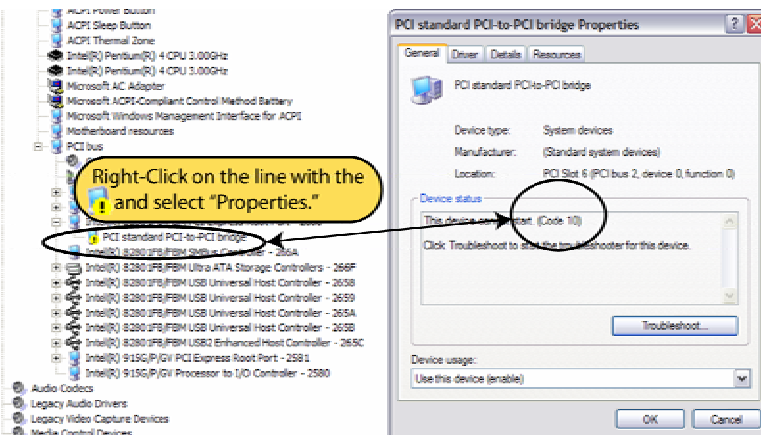 ACPI Power Button
ACPI Sleep Button
ACPI Thermal Zone
Intel(R) Pentium(R) 4 CPU 3.00GHz
Intel(R) Pentium(R) 4 CPU 3.00GHz
Microsoft AC Adapter
Microsoft ACPI-Compliant Control Method Battery
Microsoft Windows Management Interface for ACPI
Motherboard resources
PCI bus
Right-Click on the line with the
and select "Properties."
PCI standard PCI-to-PCI bridge
Intel(R) 82801FB/FBM SMBus Controller - 266A
Intel(R) 82801FB/FBM Ultra ATA Storage Controllers - 266F
Intel(R) 82801FB/FBM USB Universal Host Controller - 2658
Intel(R) 82801FB/FBM USB Universal Host Controller - 2659
Intel(R) 82801FB/FBM USB Universal Host Controller - 265A
Intel(R) 82801FB/FBM USB Universal Host Controller - 265B
Intel(R) 82801FB/FBM USB2 Enhanced Host Controller - 265C
Intel(R) 915G/P/GV PCI Express Root Port - 2581
Intel(R) 915G/P/GV Processor to I/O Controller - 2580
Audio Codecs
Legacy Audio Drivers
Legacy Video Capture Devices
Media Control Devices
PCI standard PCI-to-PCI bridge Properties
General Driver Details Resources
PCI standard PCI-to-PCI bridge
Device type: System devices
Manufacturer: (Standard system devices)
Location: PCI Slot 6 (PCI bus 2, device 0, function 0)
Device status
This device cannot start. (Code 10)
Click Troubleshoot to start the troubleshooter for this device.
Troubleshoot...
Device usage:
Use this device (enable)
OK Cancel